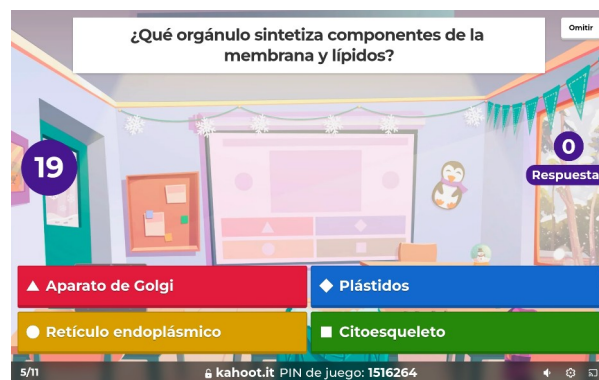 ¿Qué orgánulo sintetiza componentes de la
membrana y lípidos?
Omitir
19
0
Respuesta
Aparato de Golgi
Plástidos
Retículo endoplásmico
Citoesqueleto
5/11
kahoot.it PIN de juego: 1516264